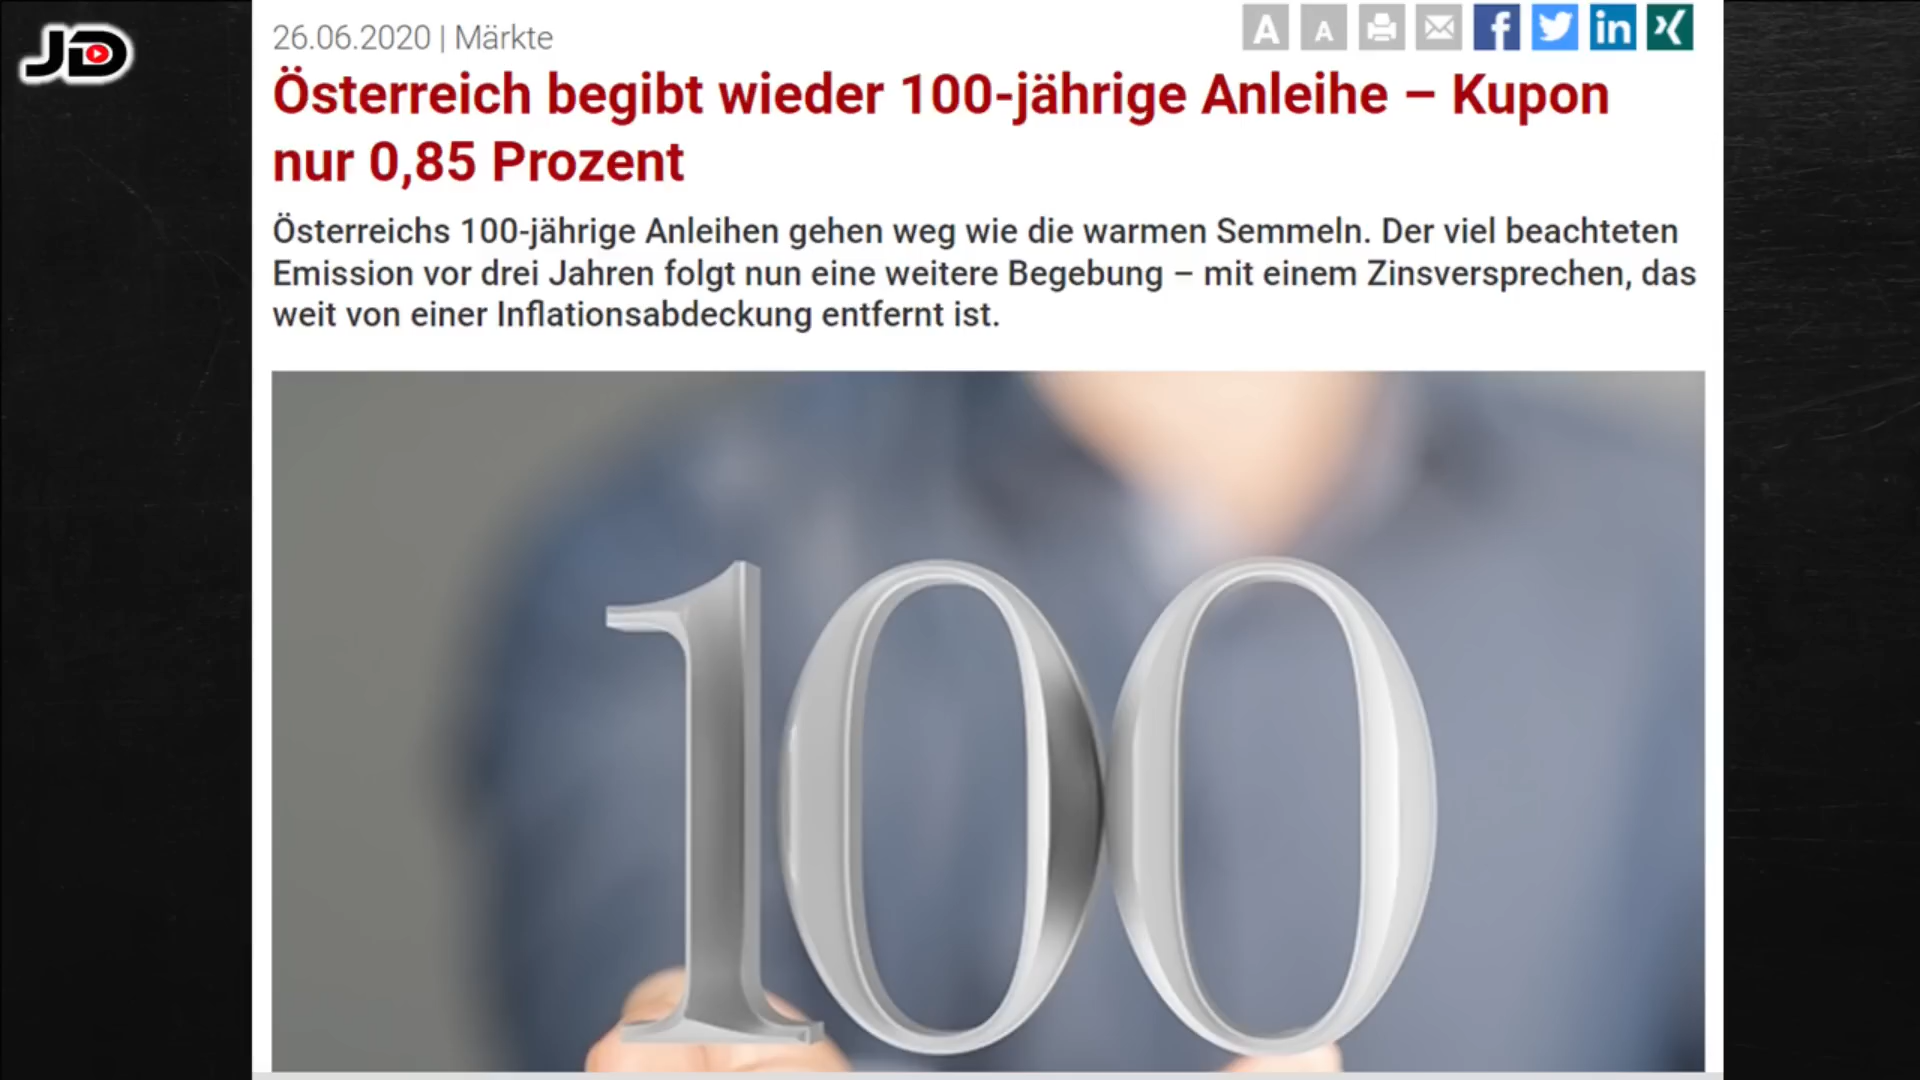 JD
26.06.2020 | Märkte
A A f in
Österreich begibt wieder 100-jährige Anleihe – Kupon
nur 0,85 Prozent
Österreichs 100-jährige Anleihen gehen weg wie die warmen Semmeln. Der viel beachteten
Emission vor drei Jahren folgt nun eine weitere Begebung – mit einem Zinsversprechen, das
weit von einer Inflationsabdeckung entfernt ist.
100